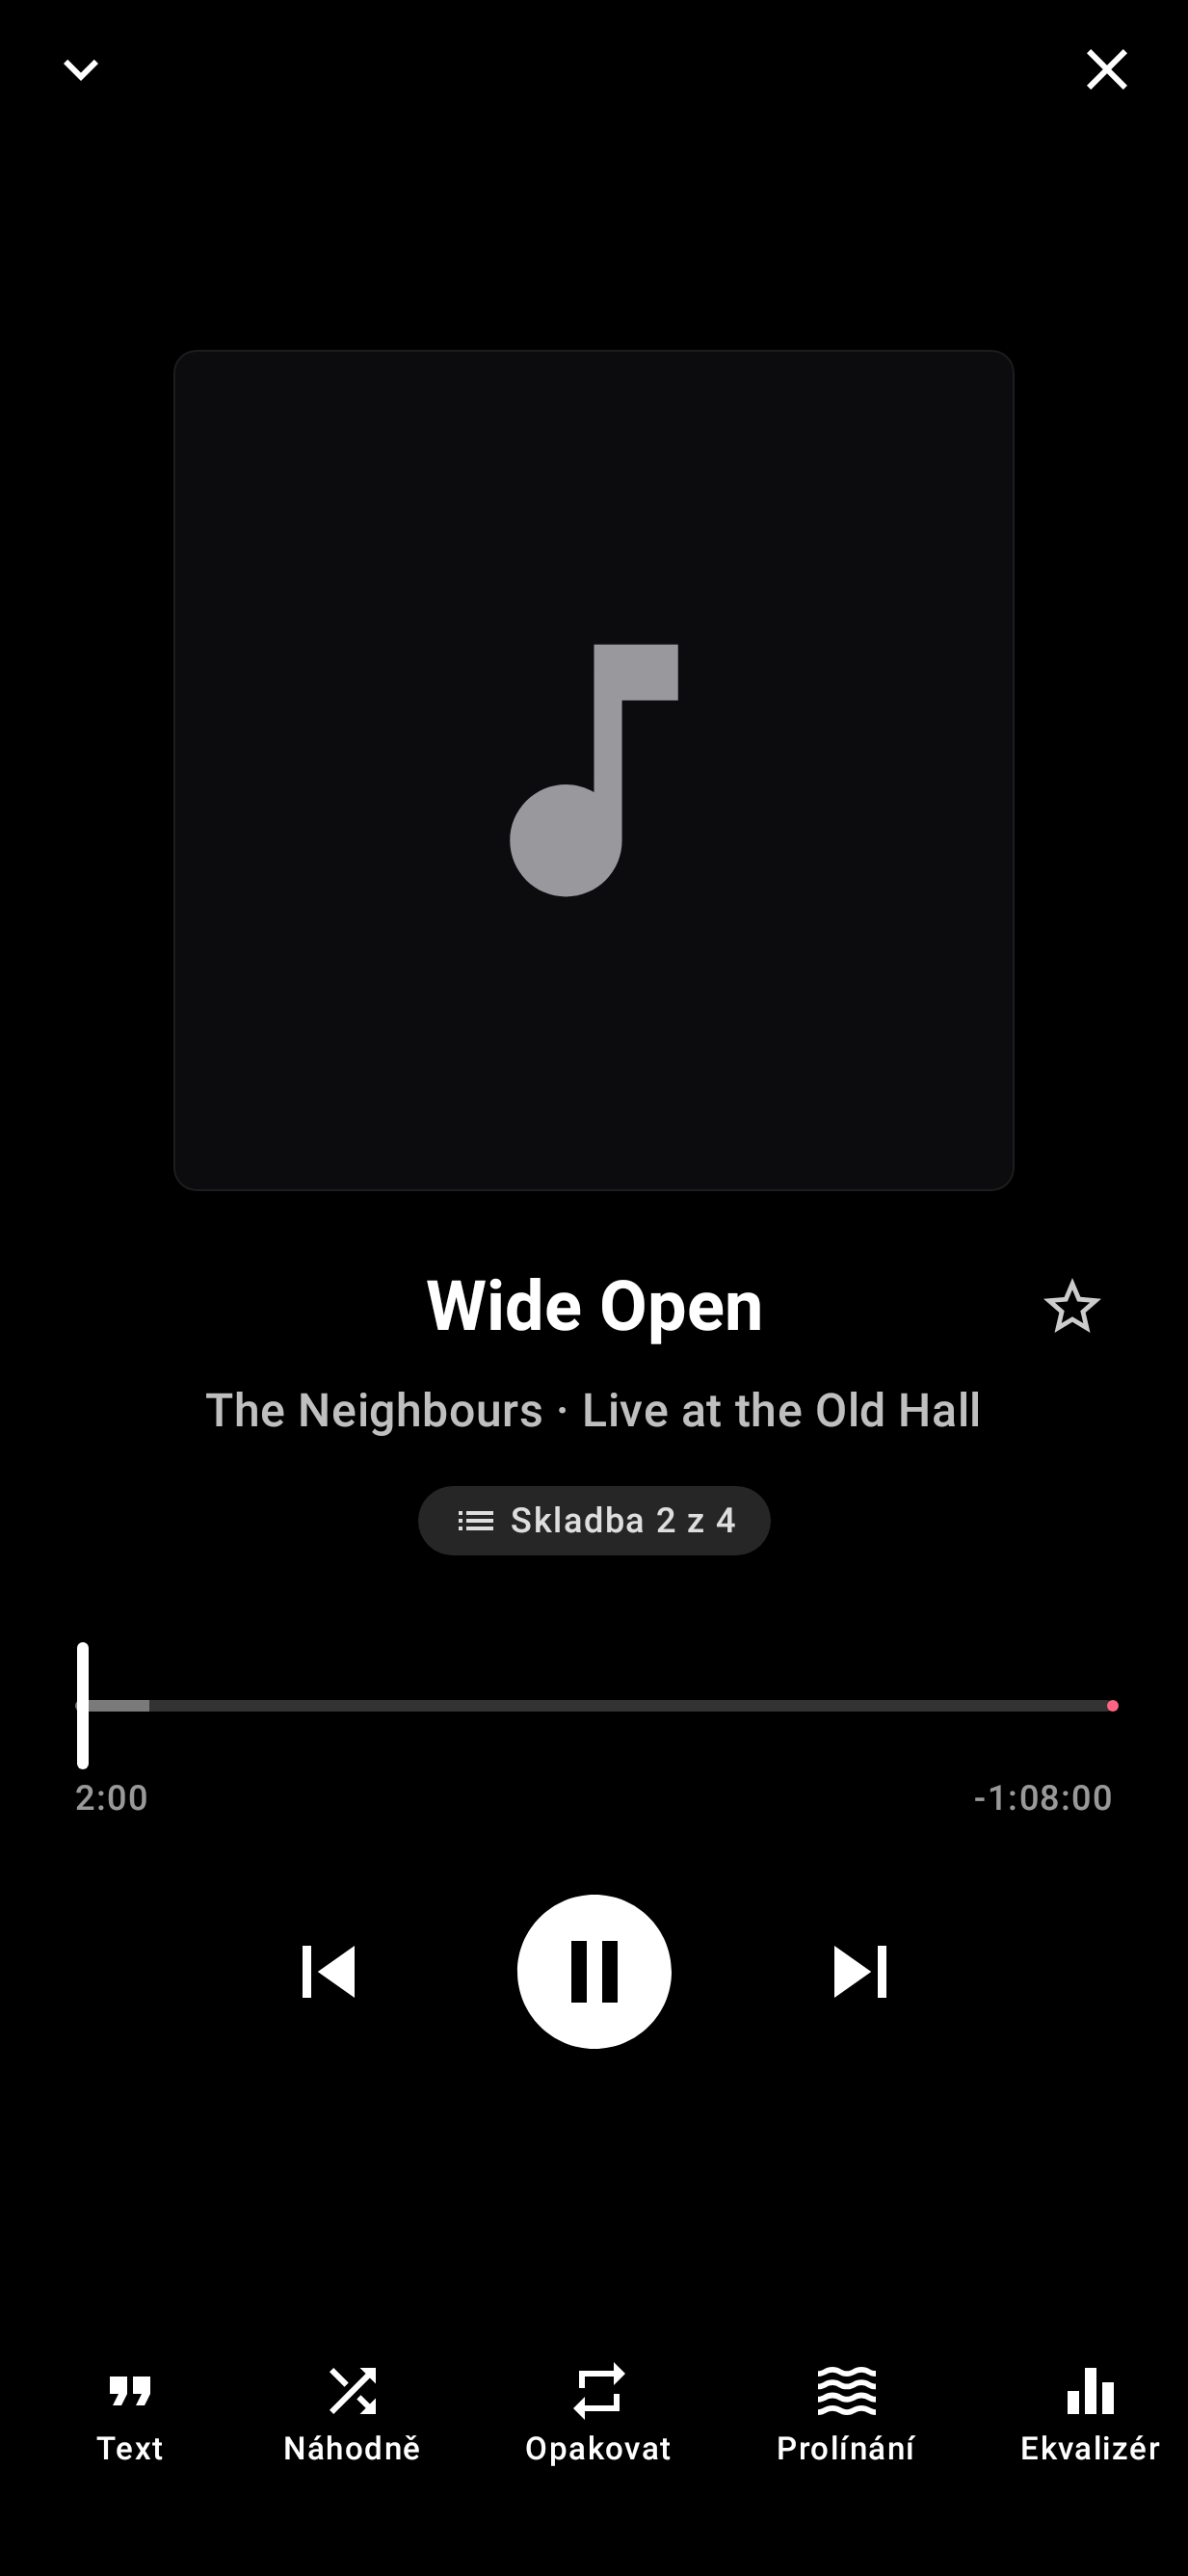 Wide Open
The Neighbours · Live at the Old Hall
Skladba 2 z 4
2:00 -1:08:00
Text Náhodně Opakovat Prolínání Ekvalizér